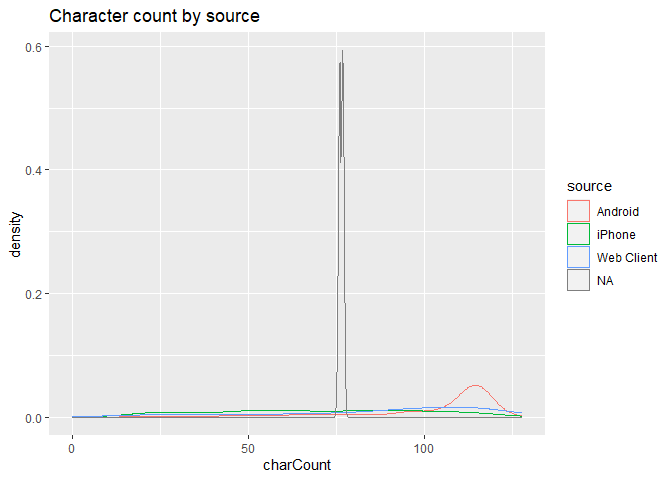 Character count by source
0.6
0.4
0.2
0.0
density
0
50
100
charCount
source
Android
iPhone
Web Client
NA